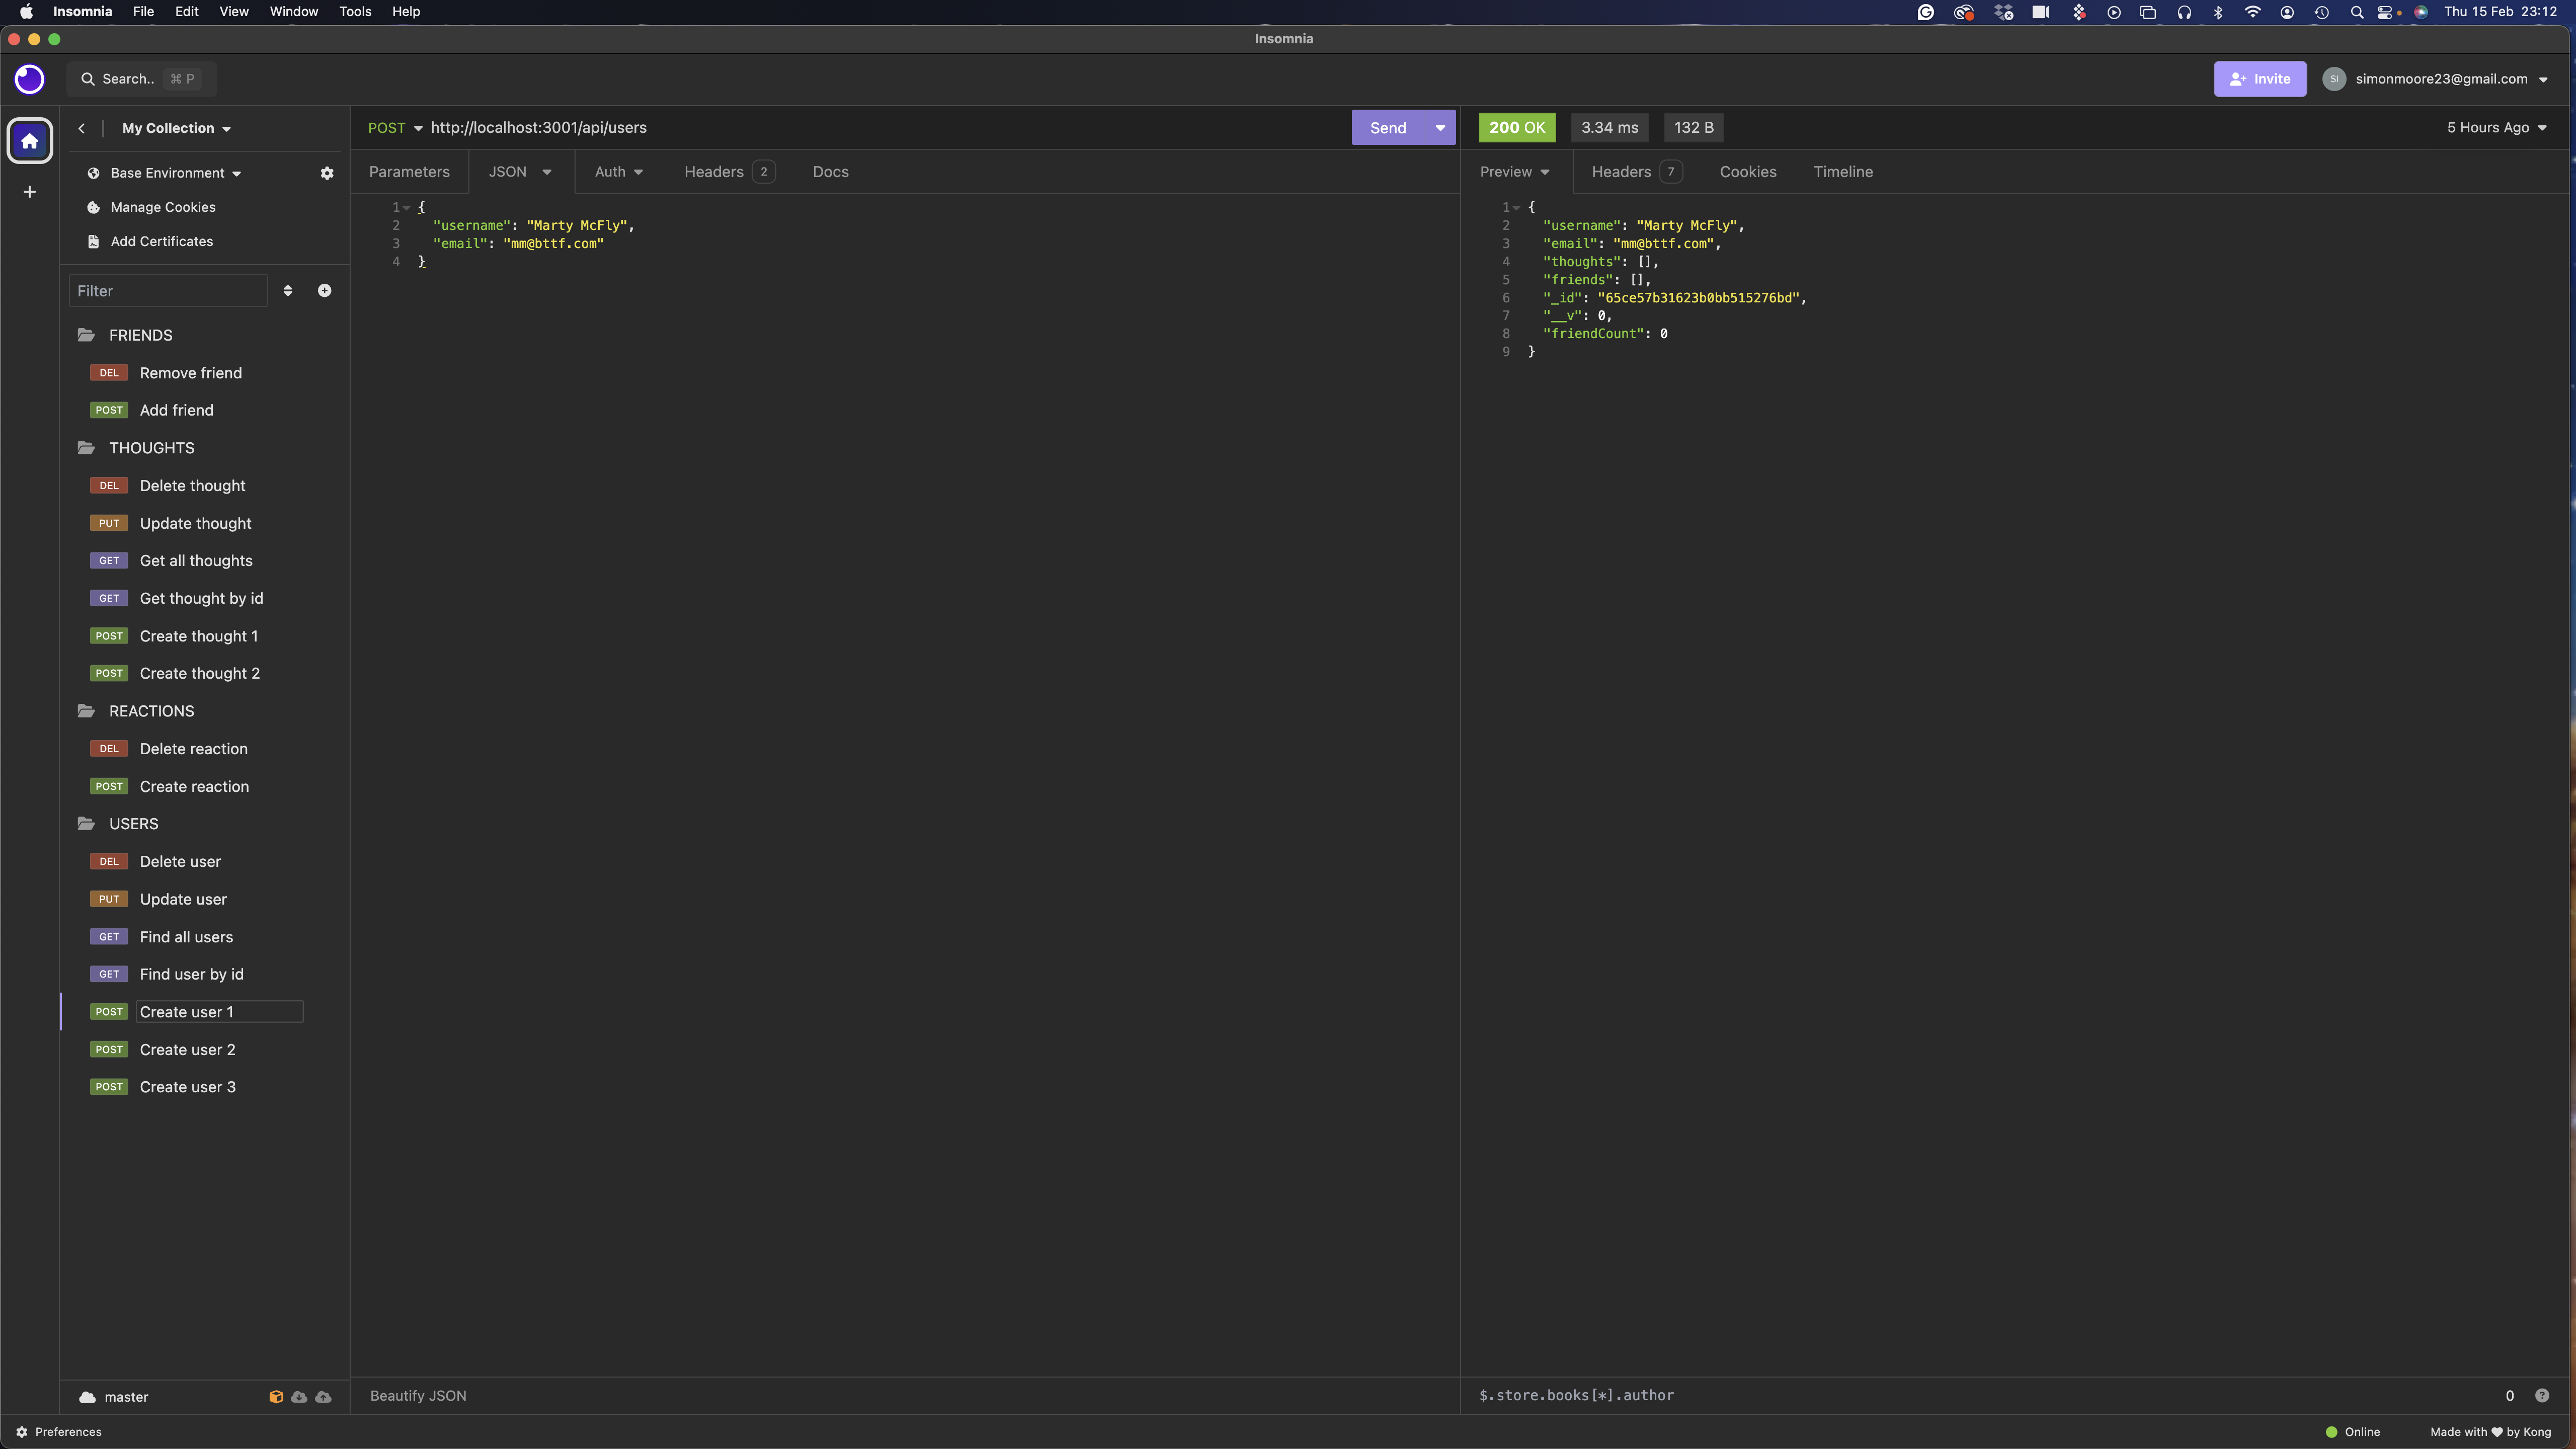 Insomnia File Edit View Window Tools Help Thu 15 Feb 23:12
Insomnia
Search.. ⌘ P Invite SI simonmoore23@gmail.com
My Collection
Base Environment
Manage Cookies
Add Certificates
Filter
FRIENDS
DEL Remove friend
POST Add friend
THOUGHTS
DEL Delete thought
PUT Update thought
GET Get all thoughts
GET Get thought by id
POST Create thought 1
POST Create thought 2
REACTIONS
DEL Delete reaction
POST Create reaction
USERS
DEL Delete user
PUT Update user
GET Find all users
GET Find user by id
POST Create user 1
POST Create user 2
POST Create user 3
master
POST http://localhost:3001/api/users Send
Parameters JSON Auth Headers 2 Docs
1 {
2 "username": "Marty McFly",
3 "email": "mm@bttf.com"
4 }
Beautify JSON
200 OK 3.34 ms 132 B 5 Hours Ago
Preview Headers 7 Cookies Timeline
1 {
2 "username": "Marty McFly",
3 "email": "mm@bttf.com",
4 "thoughts": [],
5 "friends": [],
6 "_id": "65ce57b31623b0bb515276bd",
7 "__v": 0,
8 "friendCount": 0
9 }
$.store.books[*].author 0 ?
Preferences Online Made with ♥ by Kong